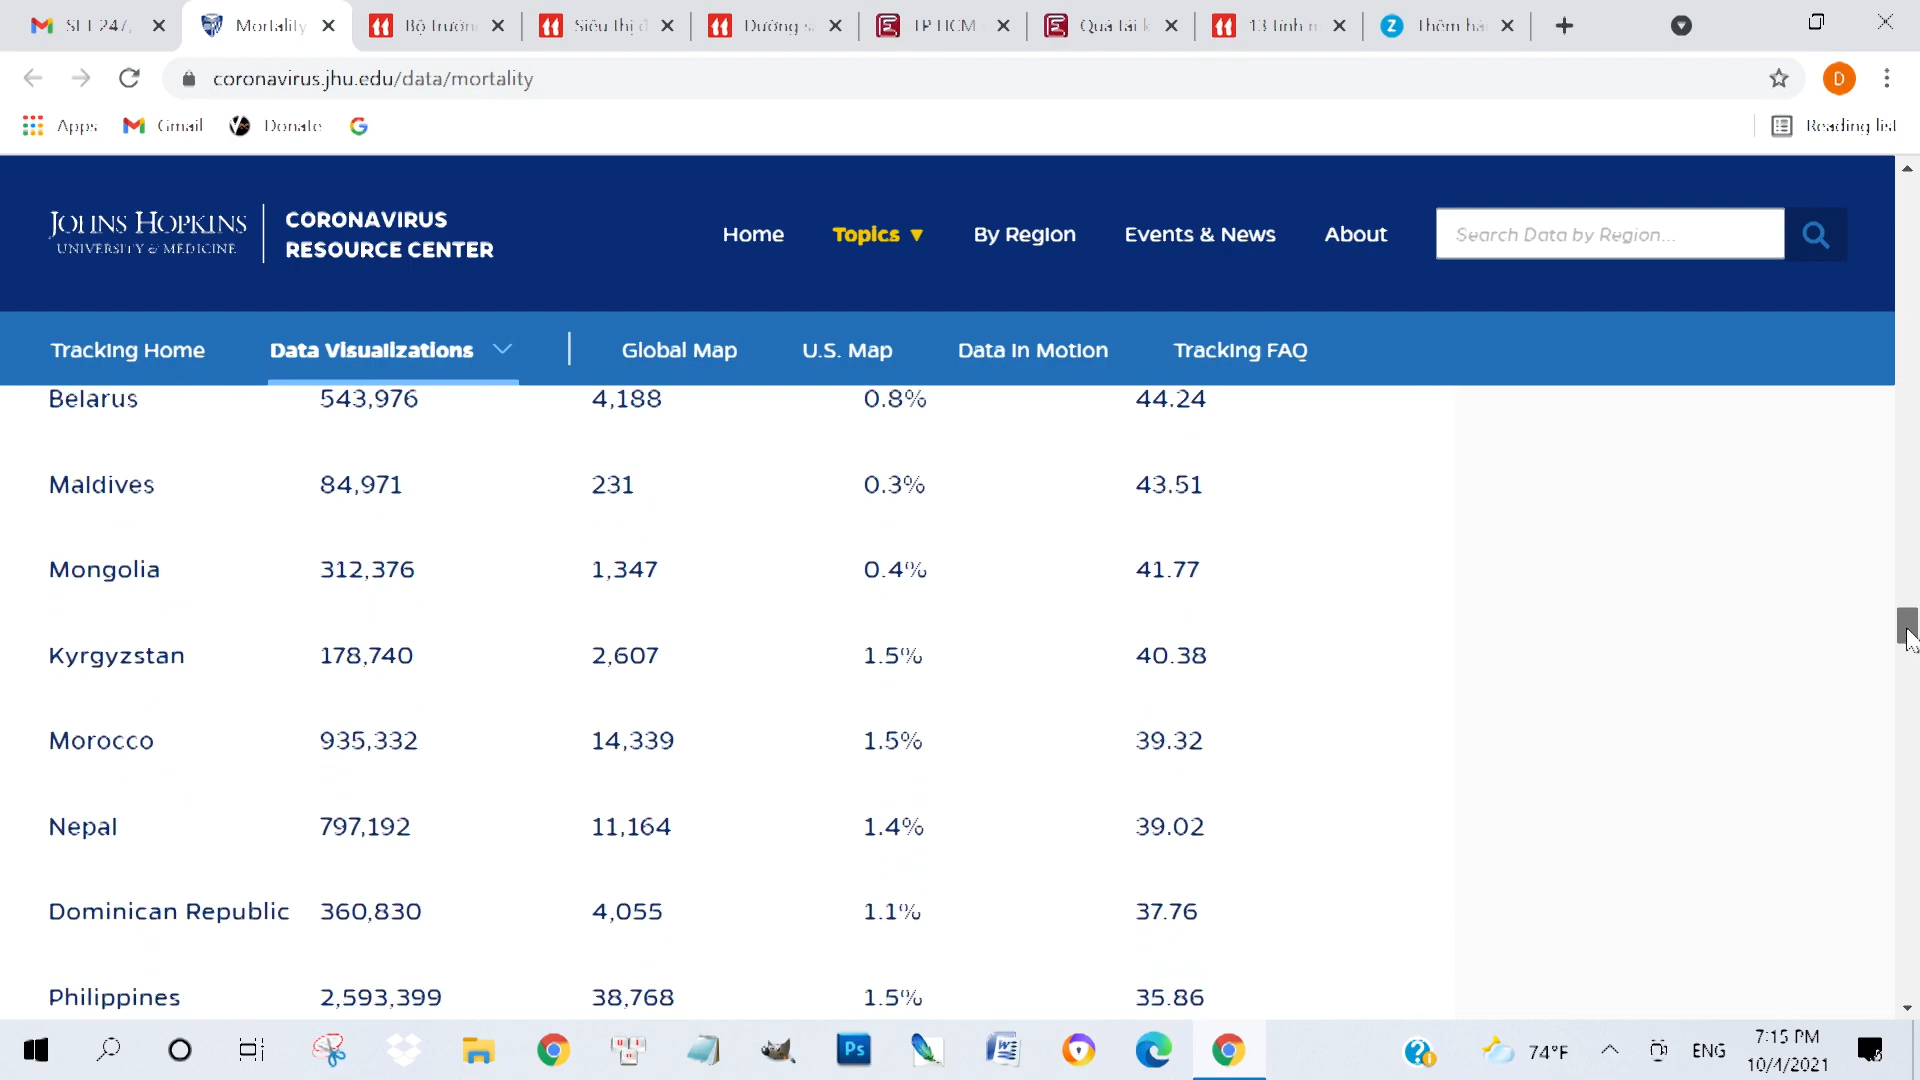 Mortality
TP HCM
coronavirus.jhu.edu/data/mortality
D
Apps
Gmail
Donate
Reading list
JOHNS HOPKINS
UNIVERSITY & MEDICINE
CORONAVIRUS
RESOURCE CENTER
Home
Topics ▼
By Region
Events & News
About
Search Data by Region...
Tracking Home
Data Visualizations
Global Map
U.S. Map
Data in Motion
Tracking FAQ
Belarus 543,976 4,188 0.8% 44.24
Maldives 84,971 231 0.3% 43.51
Mongolia 312,376 1,347 0.4% 41.77
Kyrgyzstan 178,740 2,607 1.5% 40.38
Morocco 935,332 14,339 1.5% 39.32
Nepal 797,192 11,164 1.4% 39.02
Dominican Republic 360,830 4,055 1.1% 37.76
Philippines 2,593,399 38,768 1.5% 35.86
Ps
74°F
ENG
7:15 PM
10/4/2021